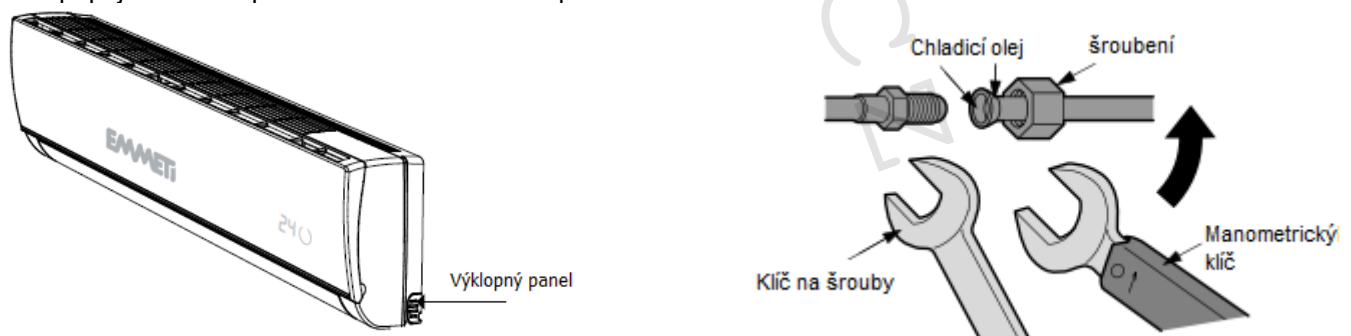 EMMETI
24
Výklopný panel
Chladicí olej
šroubení
Klíč na šrouby
Manometrický
klíč